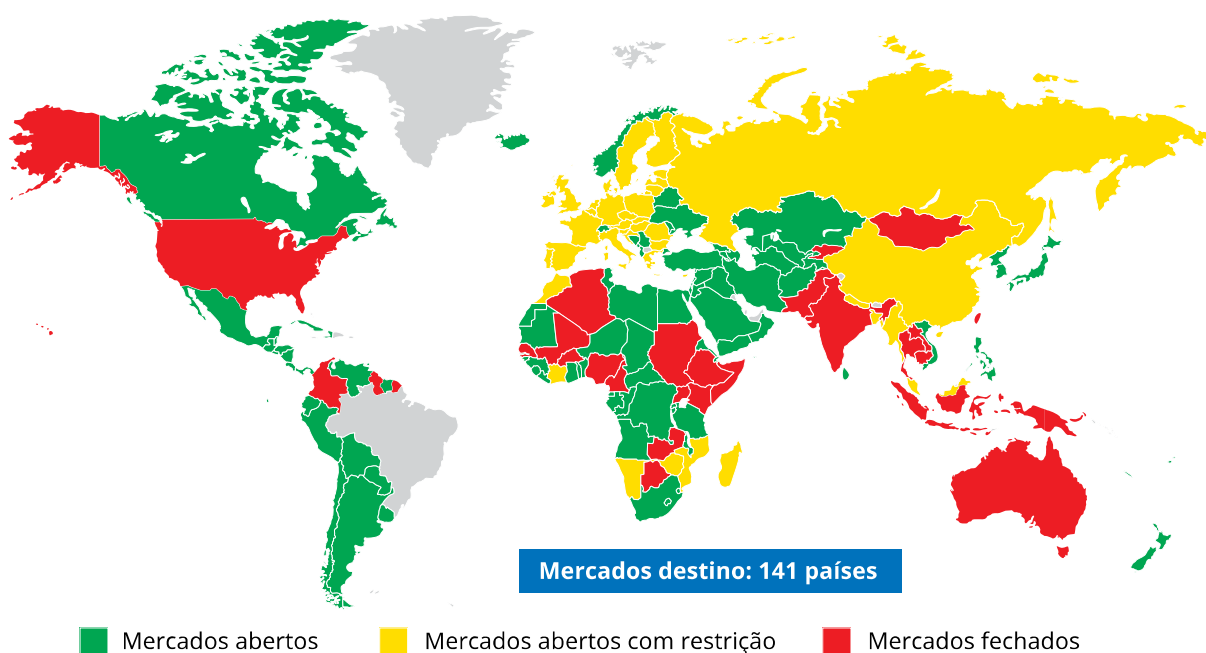 Mercados destino: 141 países
Mercados abertos
Mercados abertos com restrição
Mercados fechados